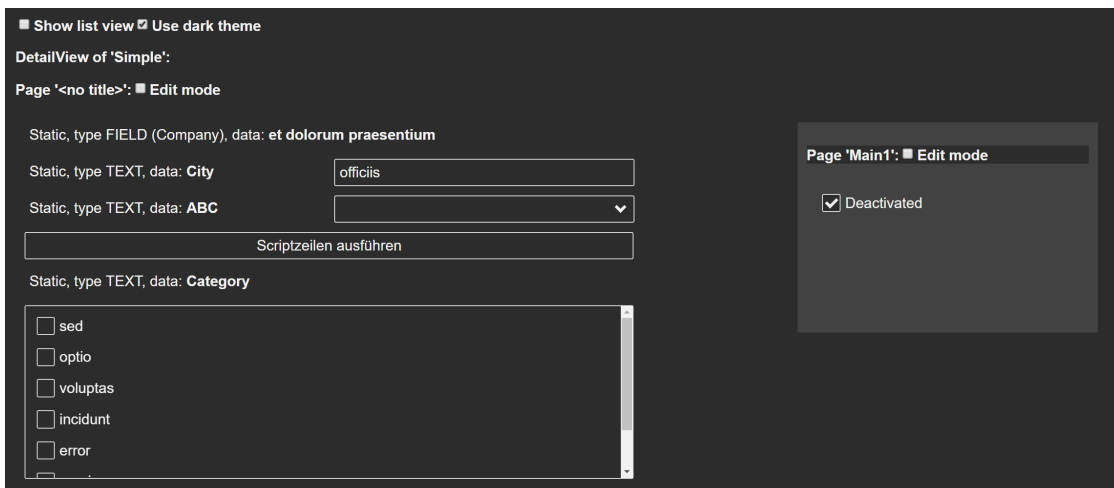 Show list view Use dark theme
DetailView of 'Simple':
Page '<no title>': Edit mode
Static, type FIELD (Company), data: et dolorum praesentium
Static, type TEXT, data: City officiis
Static, type TEXT, data: ABC
Scriptzeilen ausführen
Static, type TEXT, data: Category
sed
optio
voluptas
incidunt
error
Page 'Main1': Edit mode
Deactivated